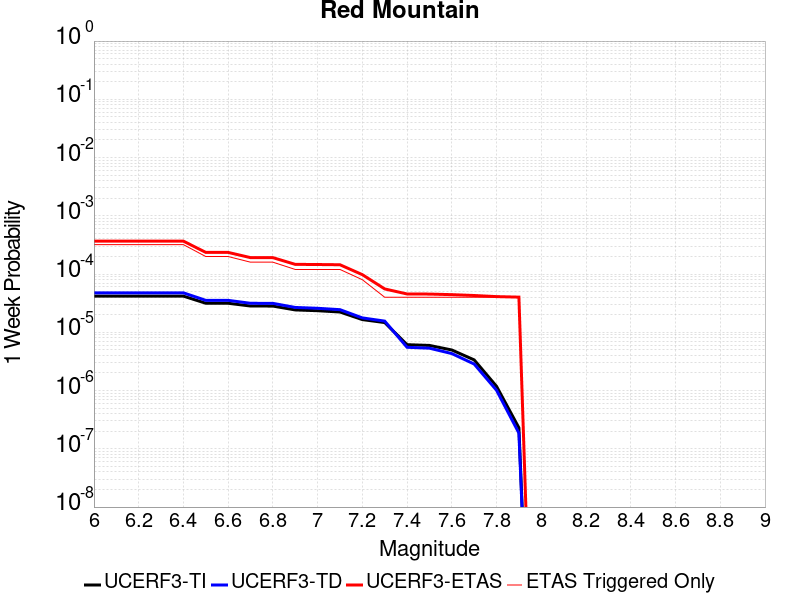 Red Mountain
10^0
10^-1
10^-2
10^-3
10^-4
10^-5
10^-6
10^-7
10^-8
1 Week Probability
6 6.2 6.4 6.6 6.8 7 7.2 7.4 7.6 7.8 8 8.2 8.4 8.6 8.8 9
Magnitude
UCERF3-TI UCERF3-TD UCERF3-ETAS ETAS Triggered Only